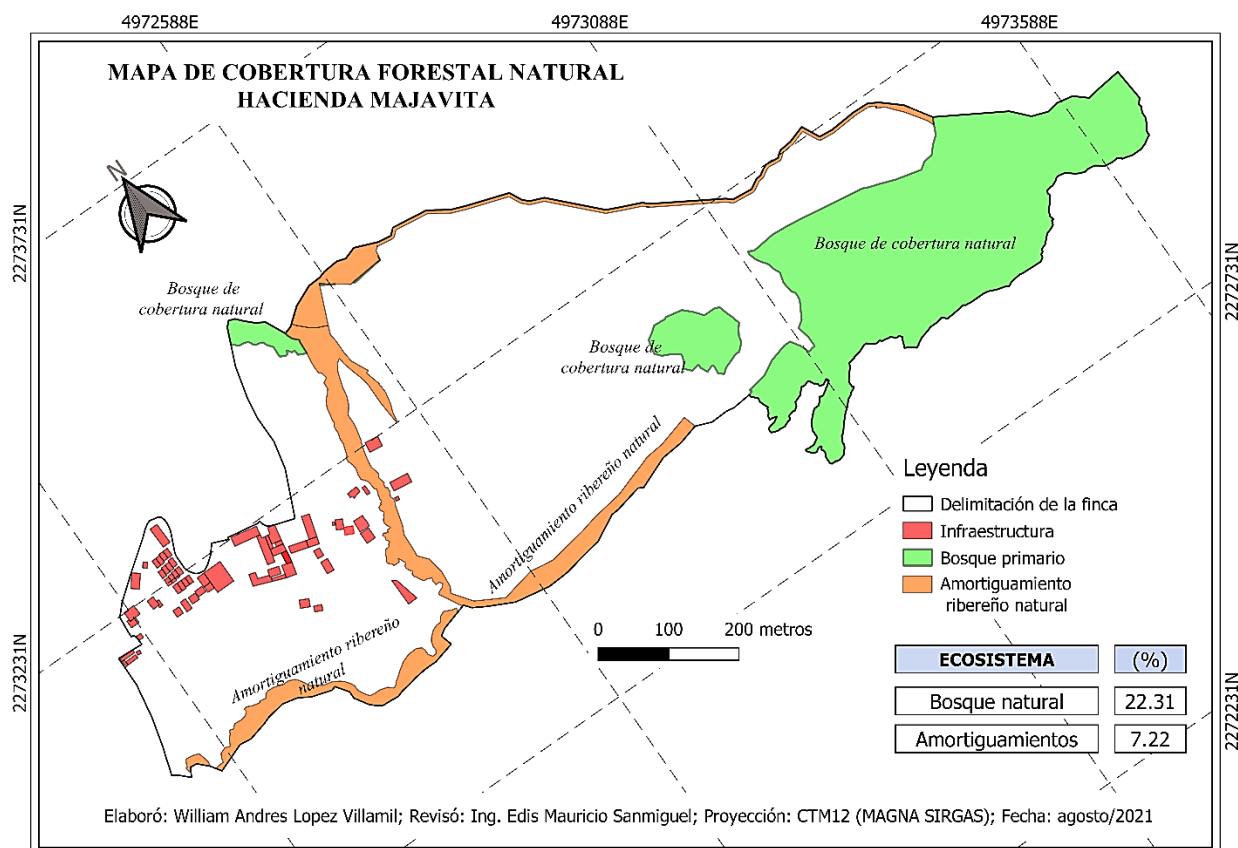 4972588E
4973088E
4973588E
MAPA DE COBERTURA FORESTAL NATURAL
HACIENDA MAJAVITA
N
2273731N
2272731N
Bosque de cobertura natural
Bosque de
cobertura natural
Bosque de
cobertura natural
Amortiguamiento ribereño natural
Amortiguamiento ribereño
natural
Leyenda
Delimitación de la finca
Infraestructura
Bosque primario
Amortiguamiento
ribereño natural
0 100 200 metros
ECOSISTEMA (%)
Bosque natural 22.31
Amortiguamientos 7.22
2273231N
2272231N
Elaboró: William Andres Lopez Villamil; Revisó: Ing. Edis Mauricio Sanmiguel; Proyección: CTM12 (MAGNA SIRGAS); Fecha: agosto/2021